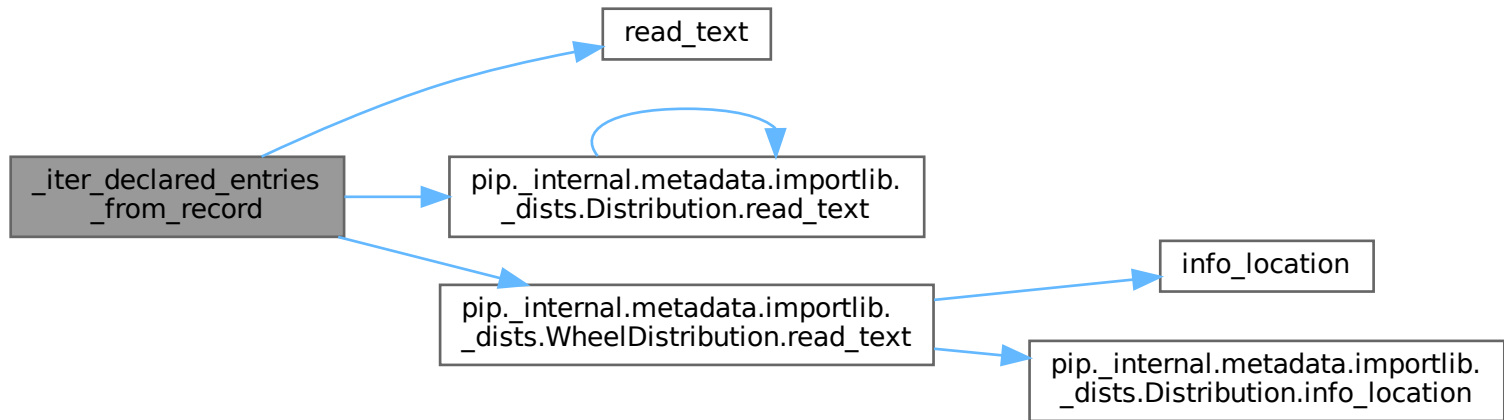 read_text
_iter_declared_entries
_from_record
pip._internal.metadata.importlib.
_dists.Distribution.read_text
info_location
pip._internal.metadata.importlib.
_dists.WheelDistribution.read_text
pip._internal.metadata.importlib.
_dists.Distribution.info_location